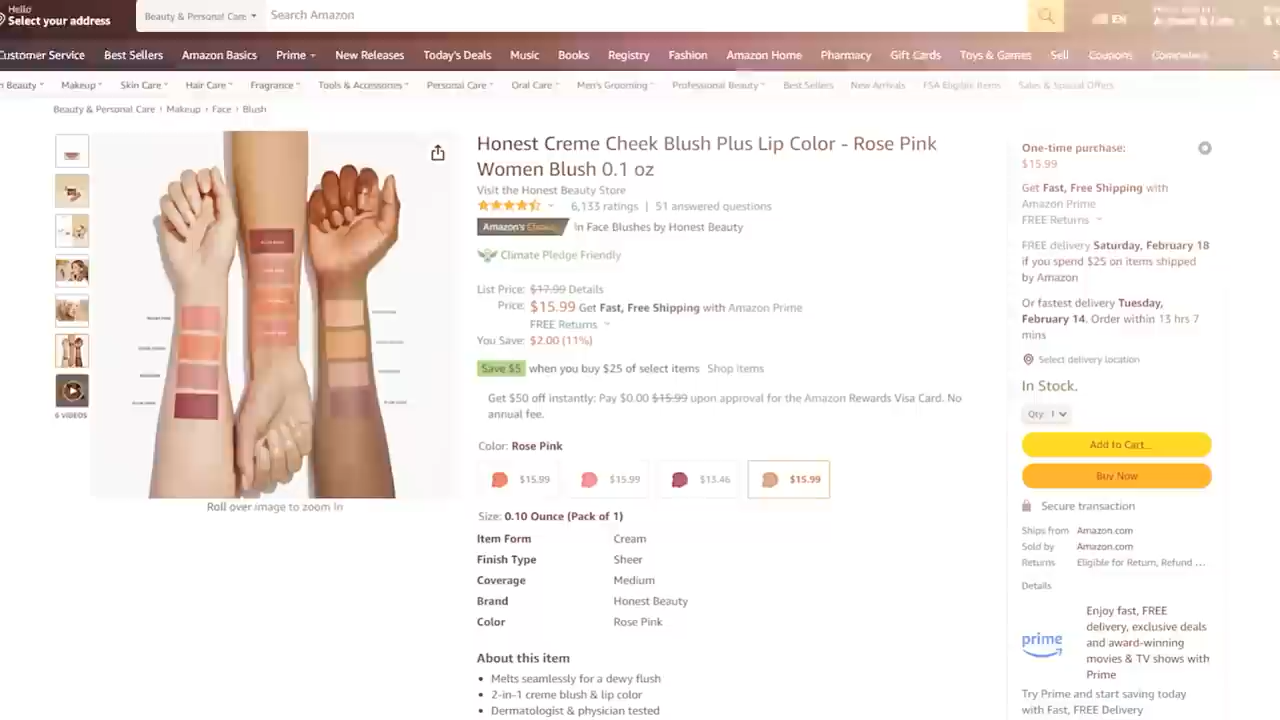 Hello
Select your address
Beauty & Personal Care
Search Amazon
EN
Customer Service
Best Sellers
Amazon Basics
Prime
New Releases
Today's Deals
Music
Books
Registry
Fashion
Amazon Home
Pharmacy
Gift Cards
Toys & Games
Sell
Coupons
Computers
Beauty
Makeup
Skin Care
Hair Care
Fragrance
Tools & Accessories
Personal Care
Oral Care
Men's Grooming
Professional Beauty
Best Sellers
New Arrivals
FSA Eligible Items
Sales & Special Offers
Beauty & Personal Care › Makeup › Face › Blush
6 VIDEOS
Roll over image to zoom in
Honest Creme Cheek Blush Plus Lip Color - Rose Pink
Women Blush 0.1 oz
Visit the Honest Beauty Store
6,133 ratings | 51 answered questions
Amazon's Choice in Face Blushes by Honest Beauty
Climate Pledge Friendly
List Price: $17.99 Details
Price: $15.99 Get Fast, Free Shipping with Amazon Prime
FREE Returns
You Save: $2.00 (11%)
Save $5 when you buy $25 of select items Shop items
Get $50 off instantly: Pay $0.00 $15.99 upon approval for the Amazon Rewards Visa Card. No
annual fee.
Color: Rose Pink
$15.99
$15.99
$13.46
$15.99
Size: 0.10 Ounce (Pack of 1)
Item Form Cream
Finish Type Sheer
Coverage Medium
Brand Honest Beauty
Color Rose Pink
About this item
• Melts seamlessly for a dewy flush
• 2-in-1 creme blush & lip color
• Dermatologist & physician tested
One-time purchase:
$15.99
Get Fast, Free Shipping with
Amazon Prime
FREE Returns
FREE delivery Saturday, February 18
if you spend $25 on items shipped
by Amazon
Or fastest delivery Tuesday,
February 14. Order within 13 hrs 7
mins
Select delivery location
In Stock.
Qty: 1
Add to Cart
Buy Now
Secure transaction
Ships from Amazon.com
Sold by Amazon.com
Returns Eligible for Return, Refund ...
Details
prime
Enjoy fast, FREE
delivery, exclusive deals
and award-winning
movies & TV shows with
Prime
Try Prime and start saving today
with Fast, FREE Delivery